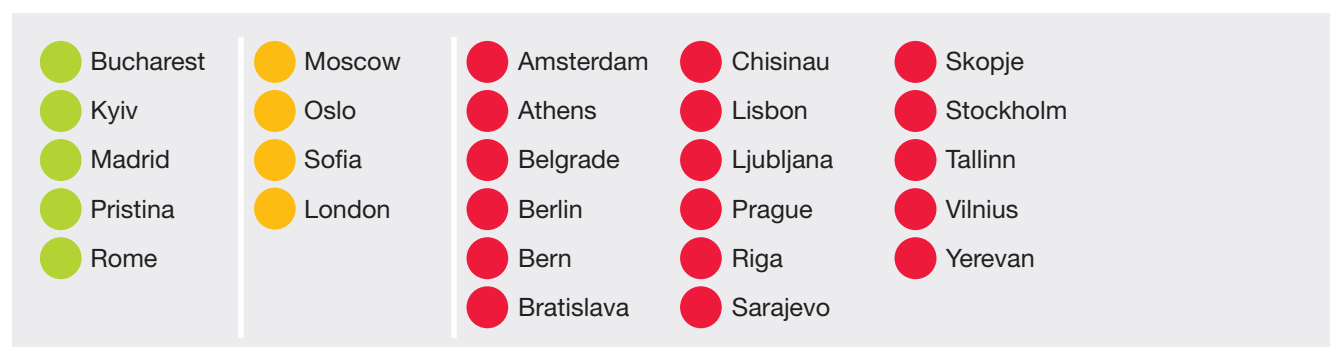 Bucharest
Kyiv
Madrid
Pristina
Rome
Moscow
Oslo
Sofia
London
Amsterdam
Athens
Belgrade
Berlin
Bern
Bratislava
Chisinau
Lisbon
Ljubljana
Prague
Riga
Sarajevo
Skopje
Stockholm
Tallinn
Vilnius
Yerevan